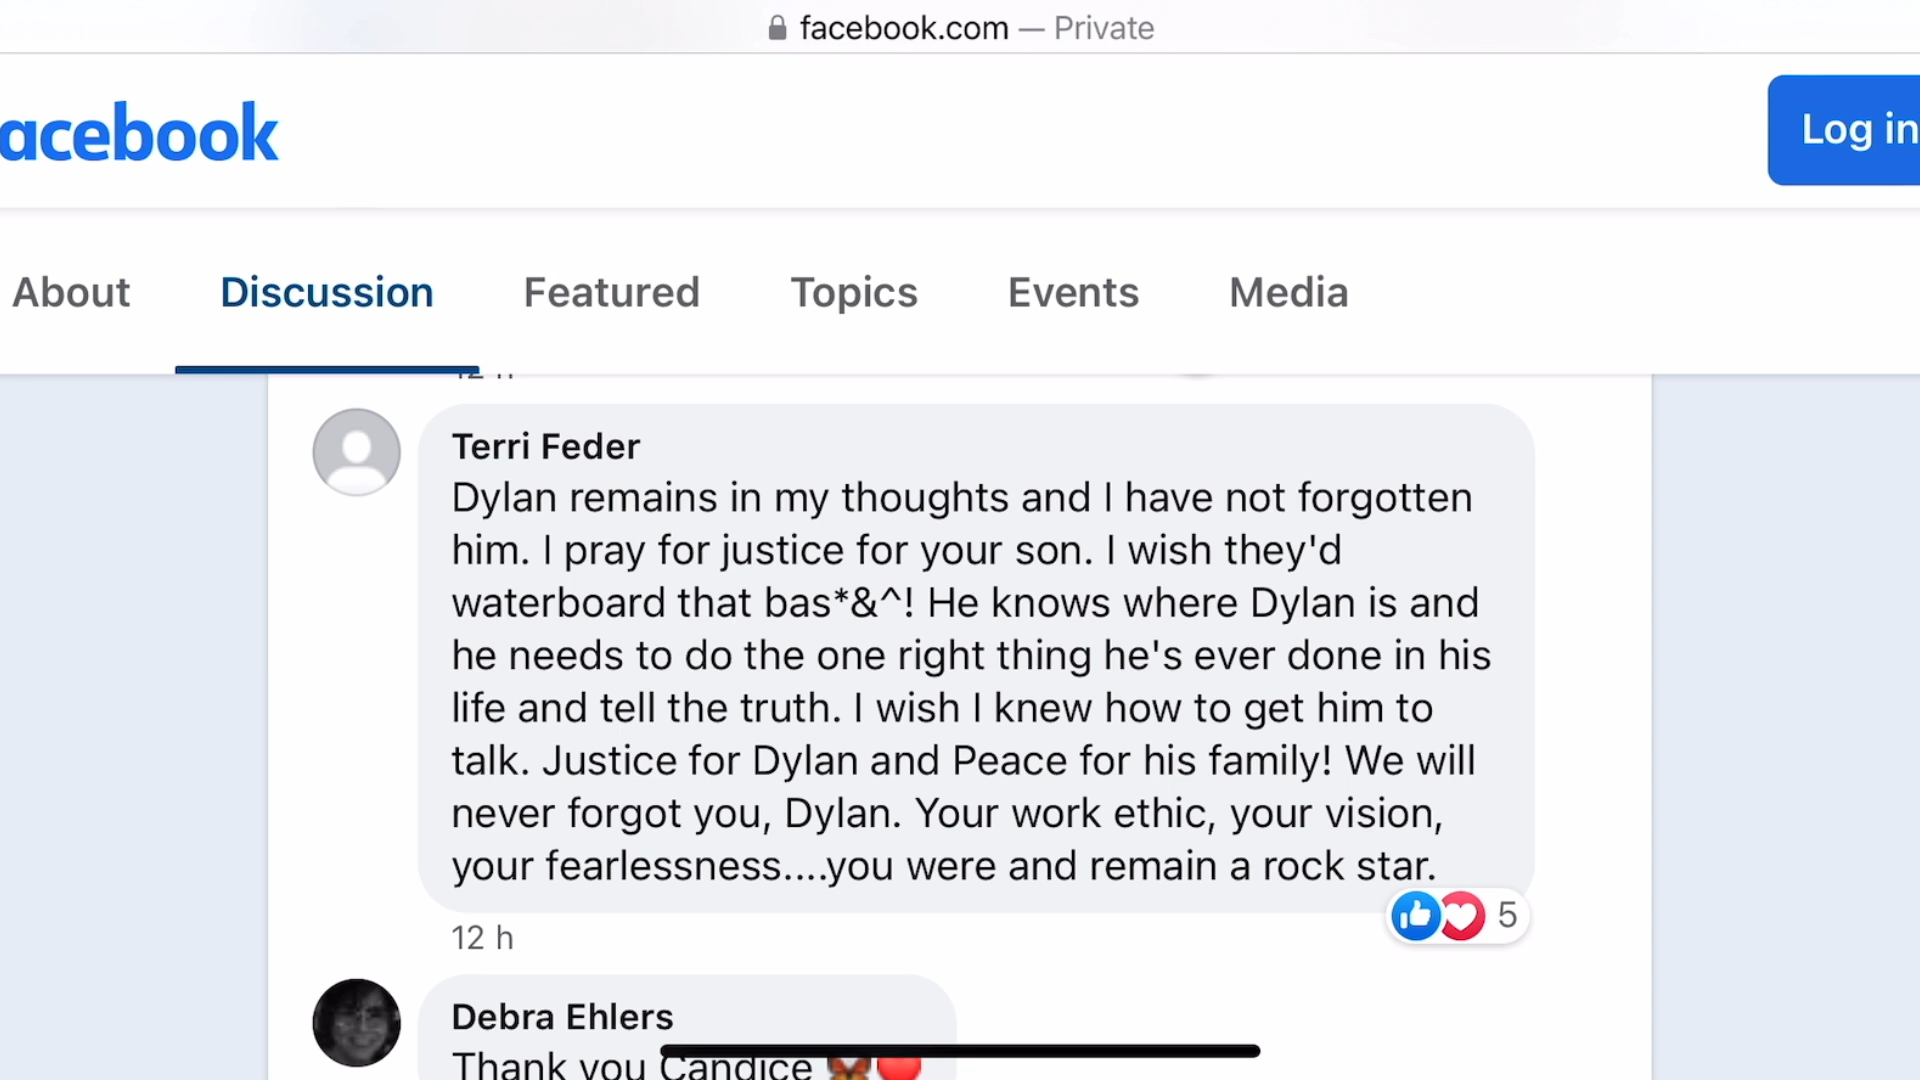 facebook.com — Private
acebook
Log in
About Discussion Featured Topics Events Media
12 h
Terri Feder
Dylan remains in my thoughts and I have not forgotten
him. I pray for justice for your son. I wish they'd
waterboard that bas*&^! He knows where Dylan is and
he needs to do the one right thing he's ever done in his
life and tell the truth. I wish I knew how to get him to
talk. Justice for Dylan and Peace for his family! We will
never forgot you, Dylan. Your work ethic, your vision,
your fearlessness....you were and remain a rock star.
5
12 h
Debra Ehlers
Thank you Candice 🦋❤️